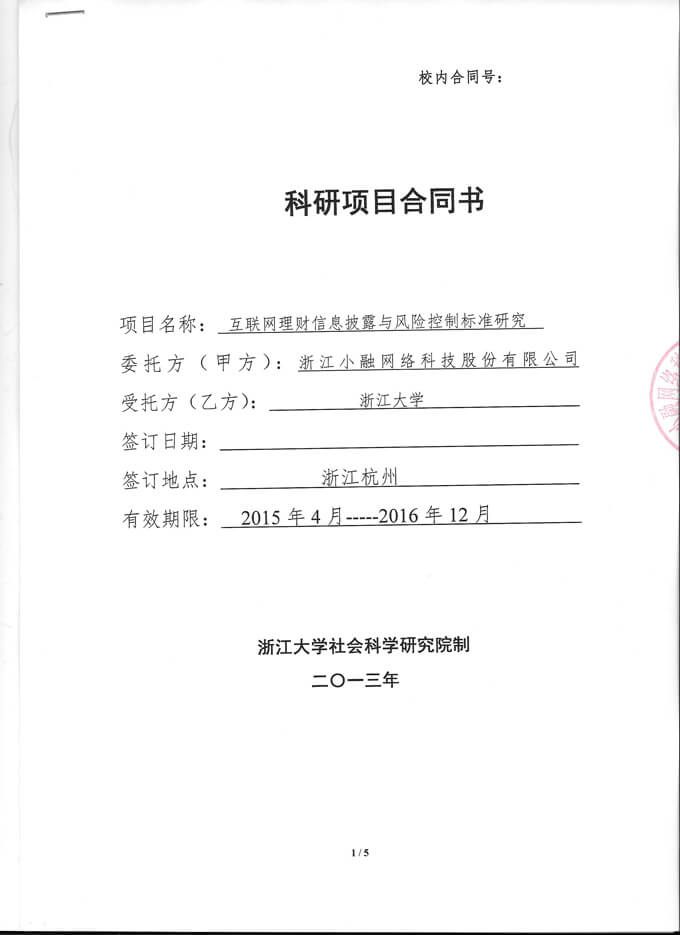 校内合同号：
科研项目合同书
项目名称： 互联网理财信息披露与风险控制标准研究
委托方（甲方）： 浙江小融网络科技股份有限公司
受托方（乙方）： 浙江大学
签订日期：
签订地点： 浙江杭州
有效期限： 2015 年 4 月-----2016 年 12 月
融网络
浙江大学社会科学研究院制
二〇一三年
1 / 5